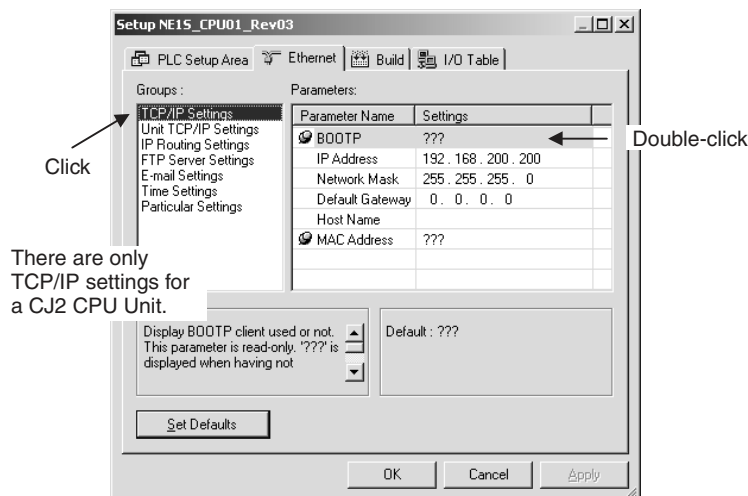 Setup NE1S_CPU01_Rev03
PLC Setup Area
Ethernet
Build
I/O Table
Groups :
TCP/IP Settings
Unit TCP/IP Settings
IP Routing Settings
FTP Server Settings
E-mail Settings
Time Settings
Particular Settings
Parameters:
Parameter Name Settings
BOOTP ???
IP Address 192 . 168 . 200 . 200
Network Mask 255 . 255 . 255 . 0
Default Gateway 0 . 0 . 0 . 0
Host Name
MAC Address ???
Click
Double-click
There are only
TCP/IP settings for
a CJ2 CPU Unit.
Display BOOTP client used or not.
This parameter is read-only. '???' is
displayed when having not
Default : ???
Set Defaults
OK
Cancel
Apply